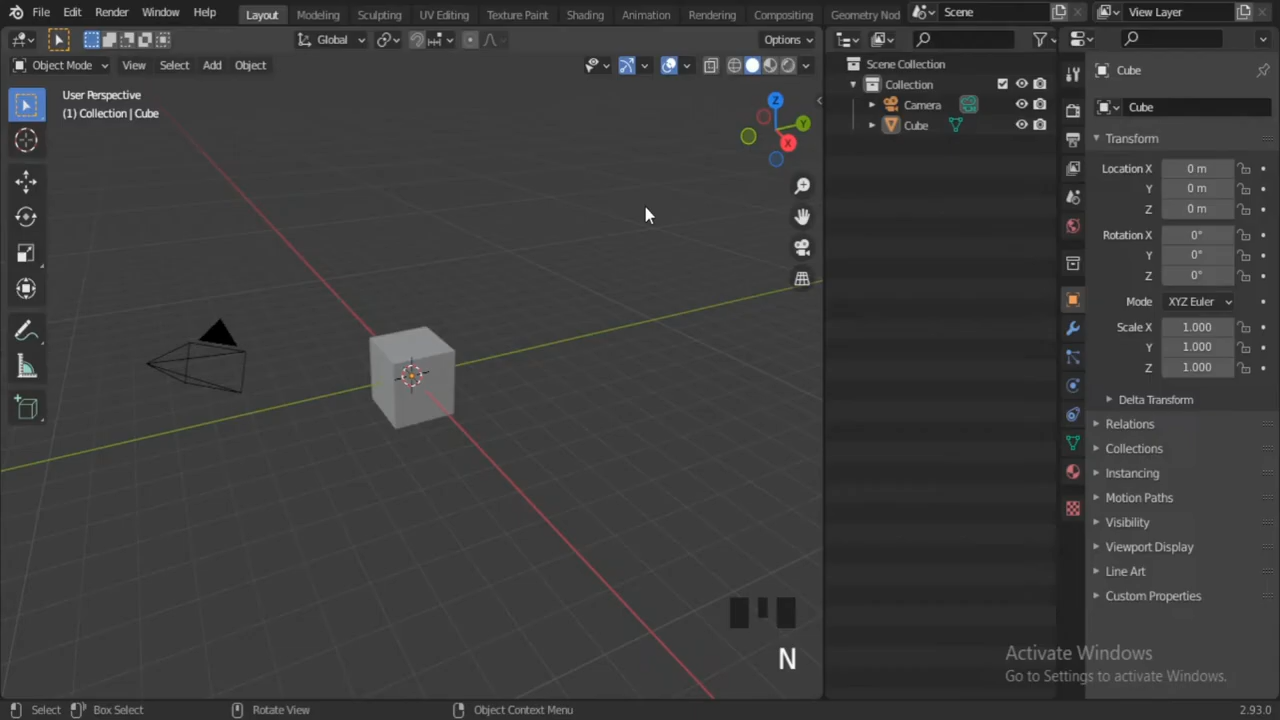 File Edit Render Window Help Layout Modeling Sculpting UV Editing Texture Paint Shading Animation Rendering Compositing Geometry Nod Scene View Layer
Global Options
Object Mode View Select Add Object
User Perspective
(1) Collection | Cube
Z
Y
X
N
Scene Collection
Collection
Camera
Cube
Cube
Cube
Transform
Location X 0 m
Y 0 m
Z 0 m
Rotation X 0°
Y 0°
Z 0°
Mode XYZ Euler
Scale X 1.000
Y 1.000
Z 1.000
Delta Transform
Relations
Collections
Instancing
Motion Paths
Visibility
Viewport Display
Line Art
Custom Properties
Activate Windows
Go to Settings to activate Windows.
Select Box Select Rotate View Object Context Menu 2.93.0